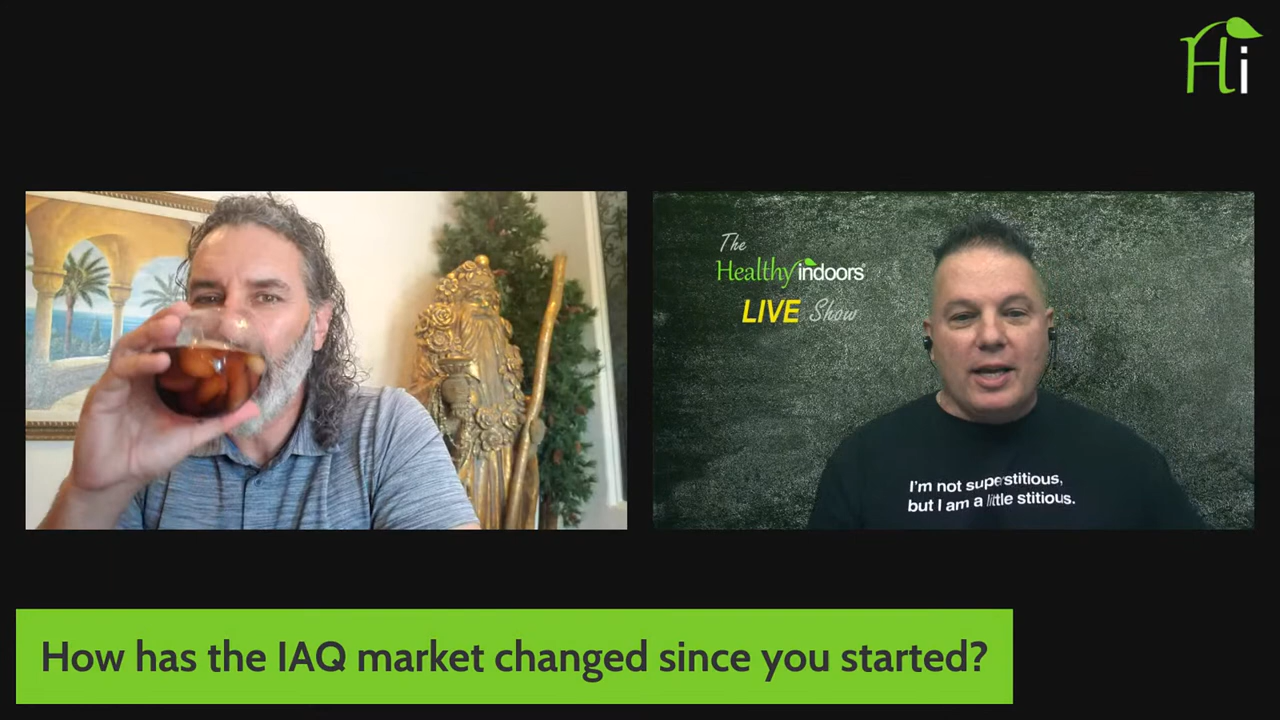 Hi
The
Healthy indoors®
LIVE Show
I'm not superstitious,
but I am a little stitious.
How has the IAQ market changed since you started?